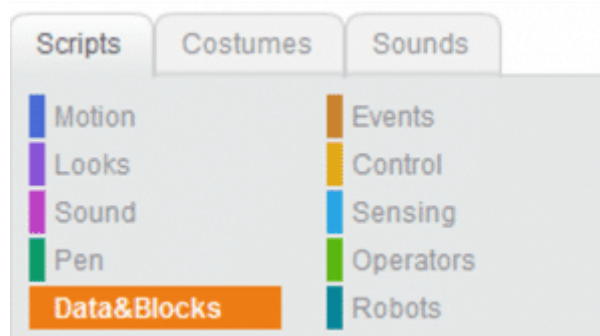 Scripts Costumes Sounds
Motion Events
Looks Control
Sound Sensing
Pen Operators
Data&Blocks Robots